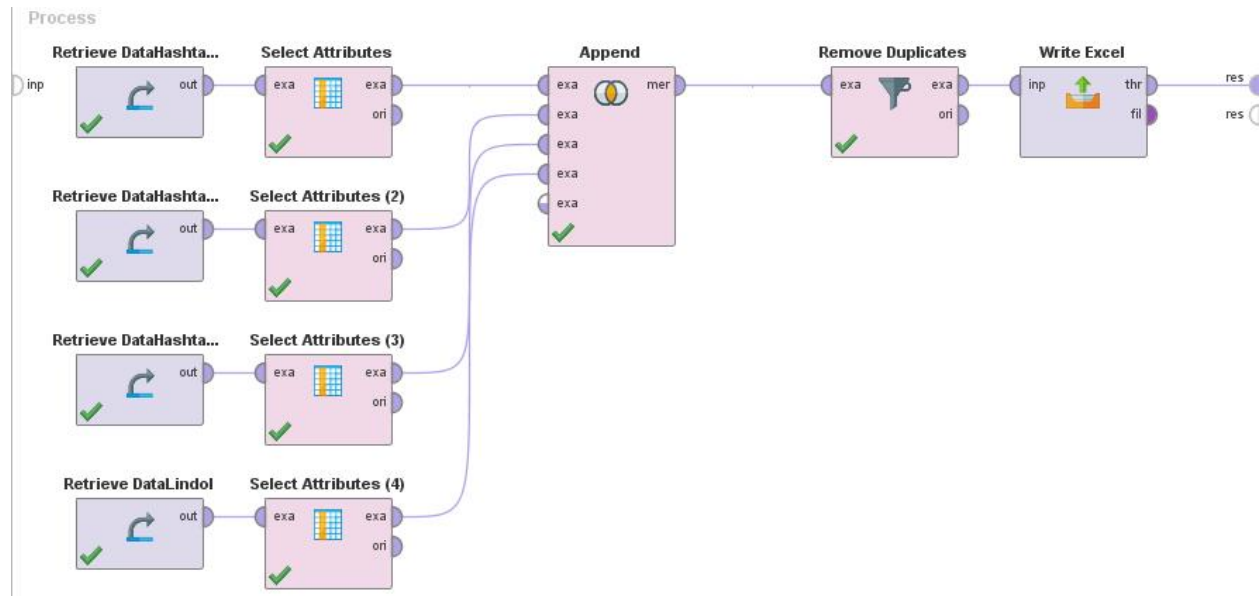 Process
Retrieve DataHashta... Select Attributes Append Remove Duplicates Write Excel
inp out exa exa exa mer exa exa inp thr res
ori exa ori fil res
exa
exa
exa
Retrieve DataHashta... Select Attributes (2)
out exa exa
ori
Retrieve DataHashta... Select Attributes (3)
out exa exa
ori
Retrieve DataLindol Select Attributes (4)
out exa exa
ori